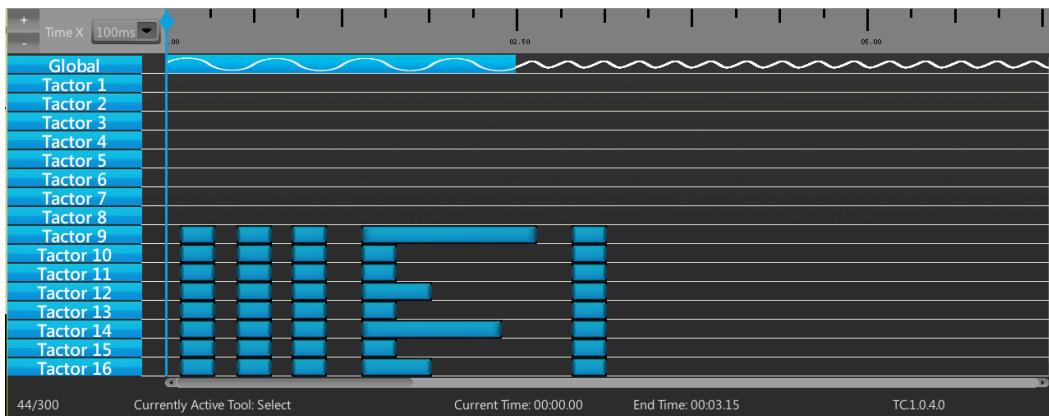 +
- Time X 100ms
.00 02.50 05.00
Global
Tactor 1
Tactor 2
Tactor 3
Tactor 4
Tactor 5
Tactor 6
Tactor 7
Tactor 8
Tactor 9
Tactor 10
Tactor 11
Tactor 12
Tactor 13
Tactor 14
Tactor 15
Tactor 16
44/300 Currently Active Tool: Select Current Time: 00:00.00 End Time: 00:03.15 TC.1.0.4.0